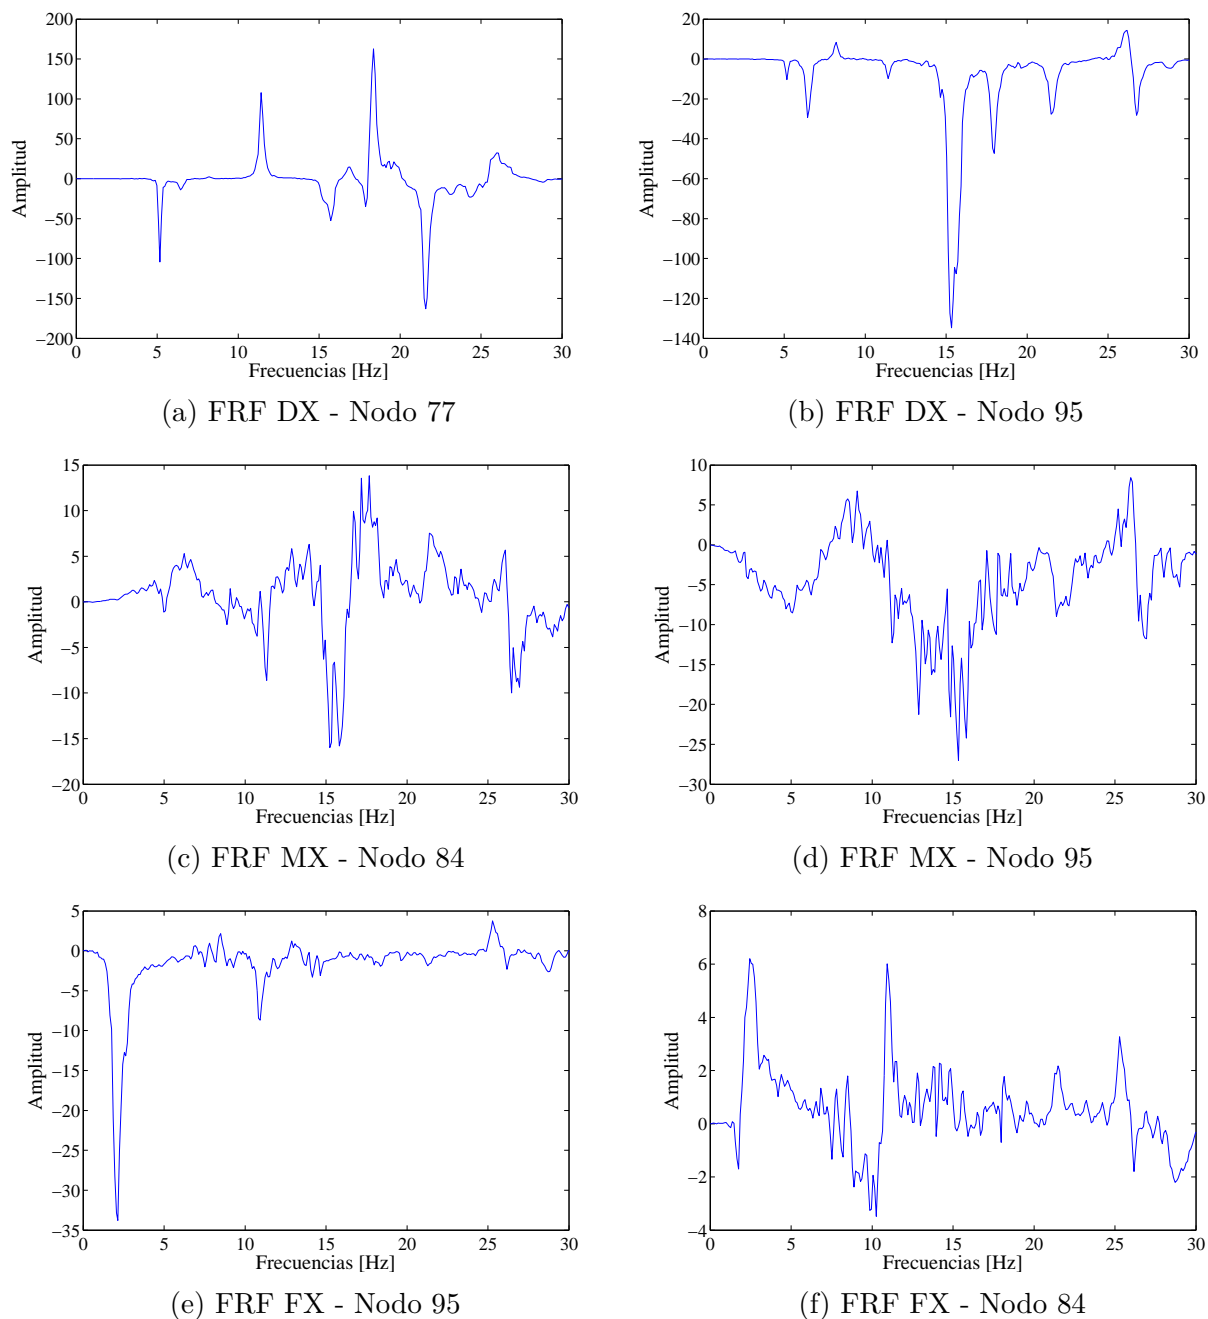 200
150
100
50
0
−50
−100
−150
−200
0 5 10 15 20 25 30
Amplitud
Frecuencias [Hz]
(a) FRF DX - Nodo 77
20
0
−20
−40
−60
−80
−100
−120
−140
0 5 10 15 20 25 30
Amplitud
Frecuencias [Hz]
(b) FRF DX - Nodo 95
15
10
5
0
−5
−10
−15
−20
0 5 10 15 20 25 30
Amplitud
Frecuencias [Hz]
(c) FRF MX - Nodo 84
10
5
0
−5
−10
−15
−20
−25
−30
0 5 10 15 20 25 30
Amplitud
Frecuencias [Hz]
(d) FRF MX - Nodo 95
5
0
−5
−10
−15
−20
−25
−30
−35
0 5 10 15 20 25 30
Amplitud
Frecuencias [Hz]
(e) FRF FX - Nodo 95
8
6
4
2
0
−2
−4
0 5 10 15 20 25 30
Amplitud
Frecuencias [Hz]
(f) FRF FX - Nodo 84